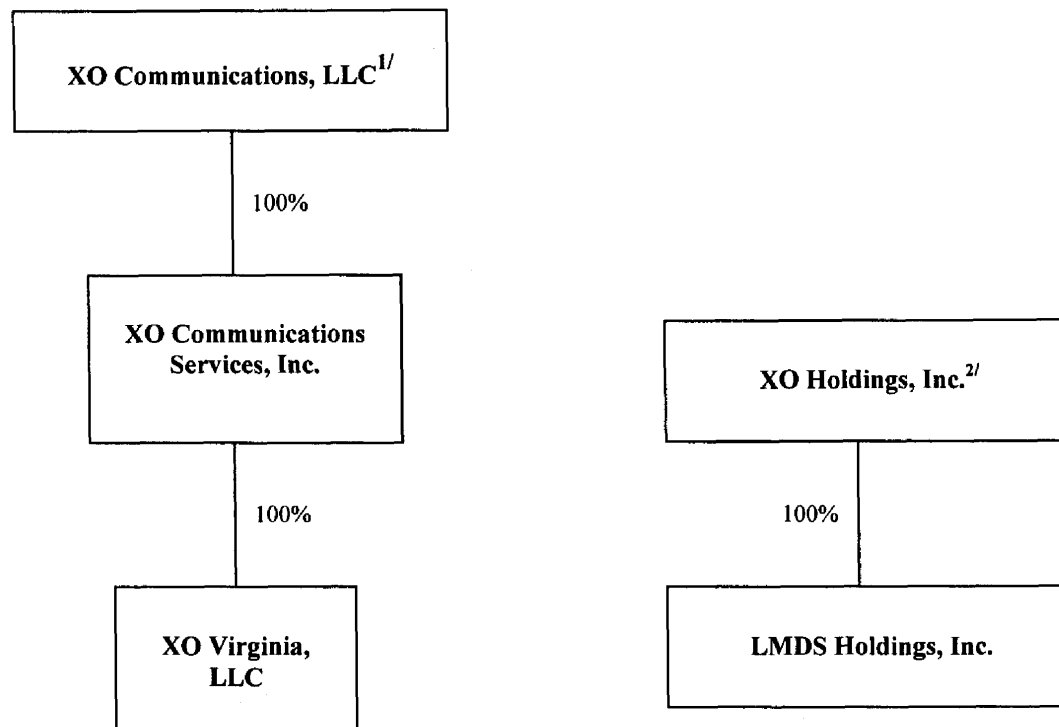 XO Communications, LLC1/
100%
XO Communications
Services, Inc.
100%
XO Virginia,
LLC
XO Holdings, Inc.2/
100%
LMDS Holdings, Inc.